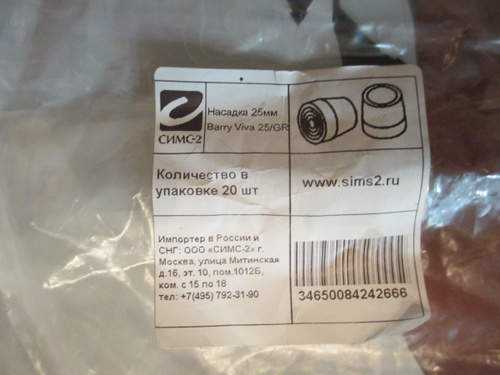 СИМС-2
Насадка 25мм
Barry Viva 25/GR
Количество в
упаковке 20 шт
www.sims2.ru
Импортер в России и
СНГ: ООО «СИМС-2» г.
Москва, улица Митинская
д.16, эт. 10, пом.1012Б,
ком. с 15 по 18
тел: +7(495) 792-31-90
34650084242666